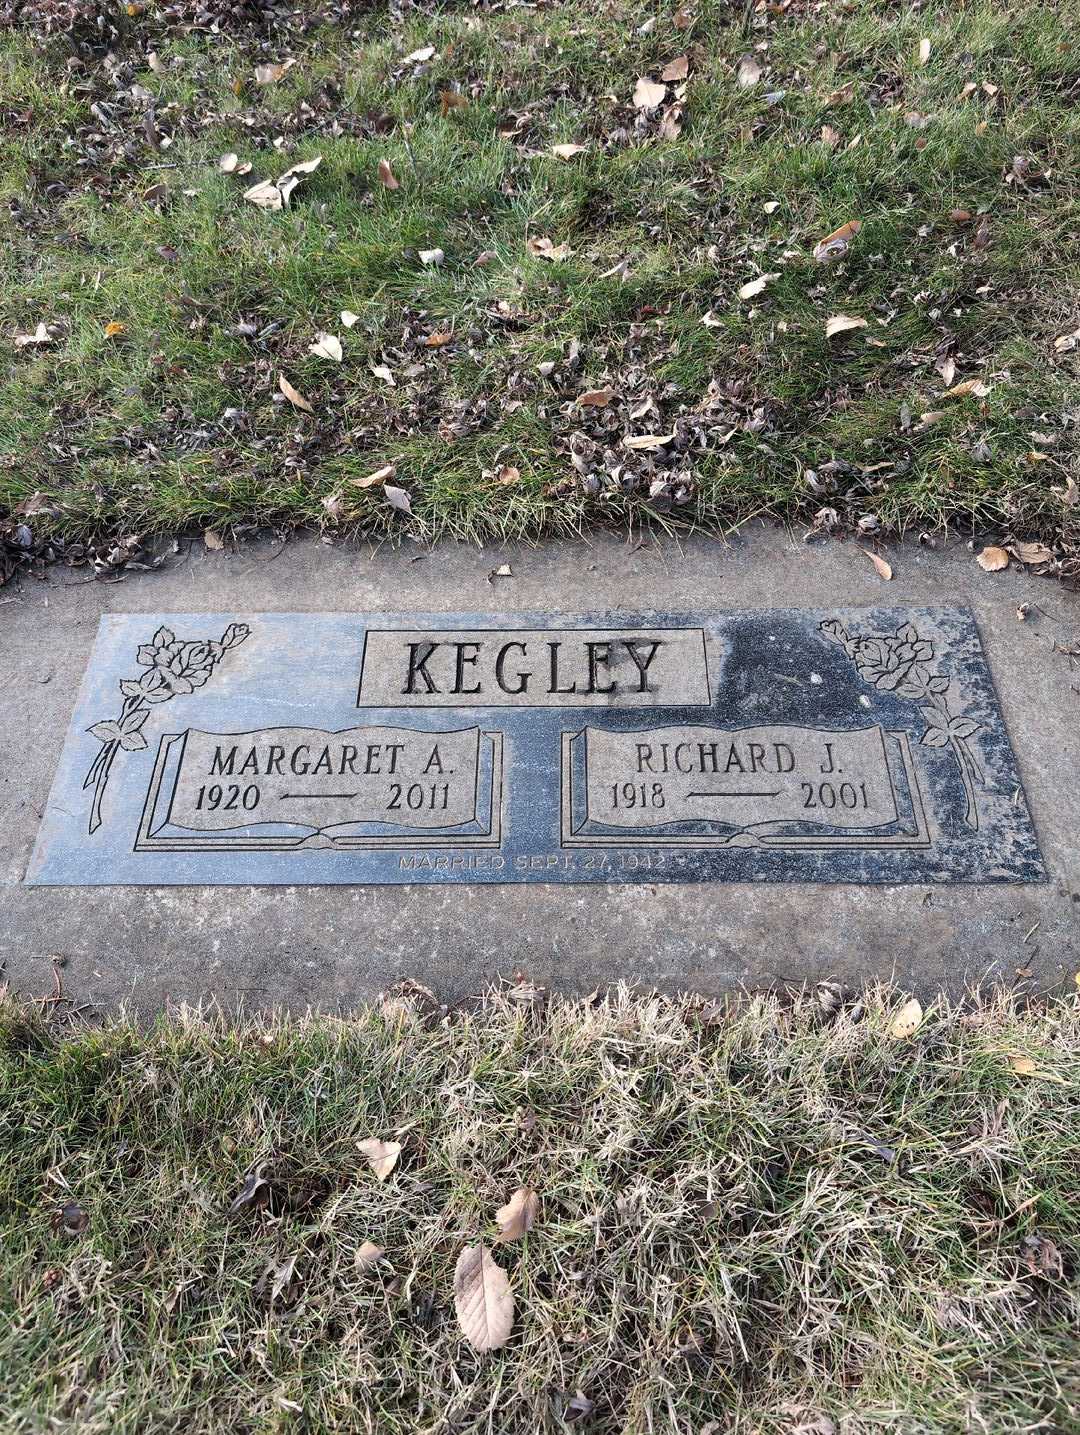 KEGLEY
MARGARET A.
1920 — 2011
RICHARD J.
1918 — 2001
MARRIED SEPT. 27, 1942